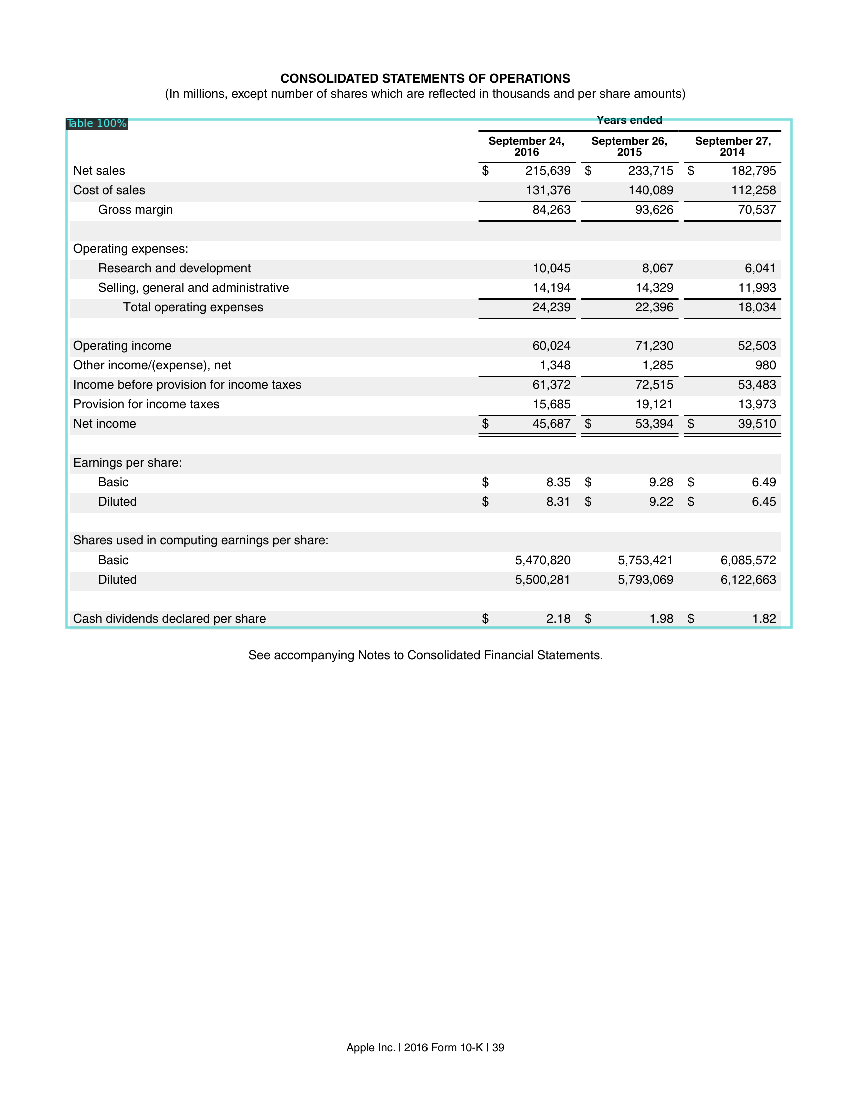 CONSOLIDATED STATEMENTS OF OPERATIONS
(In millions, except number of shares which are reflected in thousands and per share amounts)
Table 100%
Years ended
September 24, 2016 September 26, 2015 September 27, 2014
Net sales $ 215,639 $ 233,715 $ 182,795
Cost of sales 131,376 140,089 112,258
Gross margin 84,263 93,626 70,537
Operating expenses:
Research and development 10,045 8,067 6,041
Selling, general and administrative 14,194 14,329 11,993
Total operating expenses 24,239 22,396 18,034
Operating income 60,024 71,230 52,503
Other income/(expense), net 1,348 1,285 980
Income before provision for income taxes 61,372 72,515 53,483
Provision for income taxes 15,685 19,121 13,973
Net income $ 45,687 $ 53,394 $ 39,510
Earnings per share:
Basic $ 8.35 $ 9.28 $ 6.49
Diluted $ 8.31 $ 9.22 $ 6.45
Shares used in computing earnings per share:
Basic 5,470,820 5,753,421 6,085,572
Diluted 5,500,281 5,793,069 6,122,663
Cash dividends declared per share $ 2.18 $ 1.98 $ 1.82
See accompanying Notes to Consolidated Financial Statements.
Apple Inc. | 2016 Form 10-K | 39